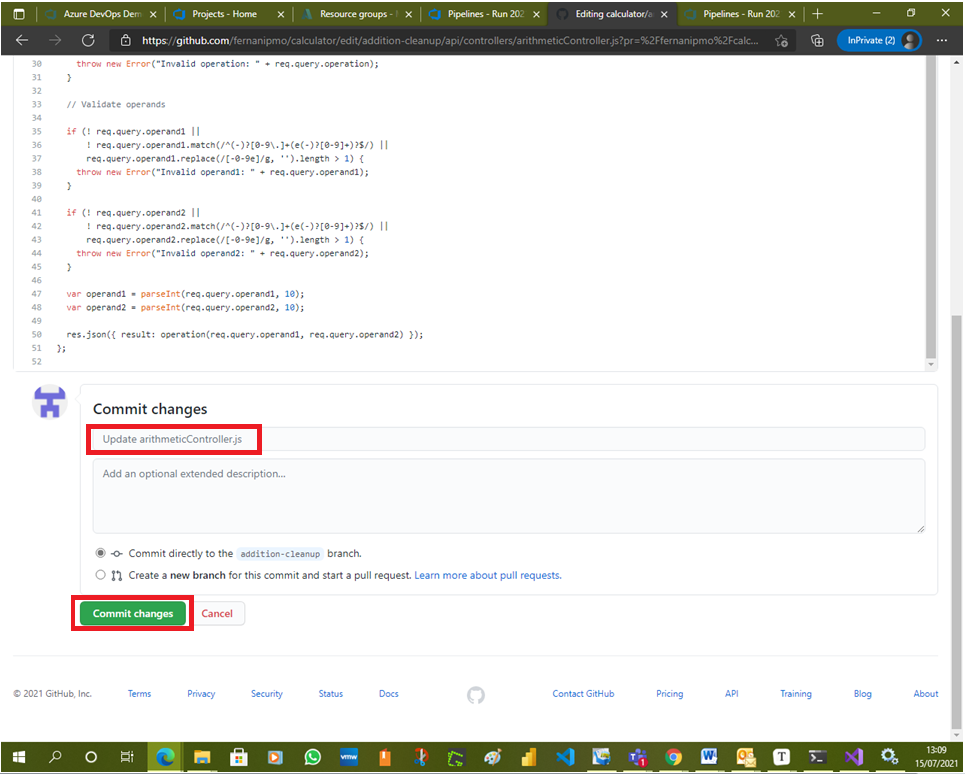 Azure DevOps Dem
Projects - Home
Resource groups -
Pipelines - Run 202
Editing calculator/a
Pipelines - Run 202
https://github.com/fernanipmo/calculator/edit/addition-cleanup/api/controllers/arithmeticController.js?pr=%2Ffernanipmo%2Fcalc...
InPrivate (2)
30 throw new Error("Invalid operation: " + req.query.operation);
31 }
32
33 // Validate operands
34
35 if (! req.query.operand1 ||
36 ! req.query.operand1.match(/^(-)?[0-9\.]+(e(-)?[0-9]+)?$/) ||
37 req.query.operand1.replace(/[-0-9e]/g, '').length > 1) {
38 throw new Error("Invalid operand1: " + req.query.operand1);
39 }
40
41 if (! req.query.operand2 ||
42 ! req.query.operand2.match(/^(-)?[0-9\.]+(e(-)?[0-9]+)?$/) ||
43 req.query.operand2.replace(/[-0-9e]/g, '').length > 1) {
44 throw new Error("Invalid operand2: " + req.query.operand2);
45 }
46
47 var operand1 = parseInt(req.query.operand1, 10);
48 var operand2 = parseInt(req.query.operand2, 10);
49
50 res.json({ result: operation(req.query.operand1, req.query.operand2) });
51 };
52
Commit changes
Update arithmeticController.js
Add an optional extended description...
Commit directly to the addition-cleanup branch.
Create a new branch for this commit and start a pull request. Learn more about pull requests.
Commit changes
Cancel
© 2021 GitHub, Inc.
Terms
Privacy
Security
Status
Docs
Contact GitHub
Pricing
API
Training
Blog
About
vmw
13:09
15/07/2021